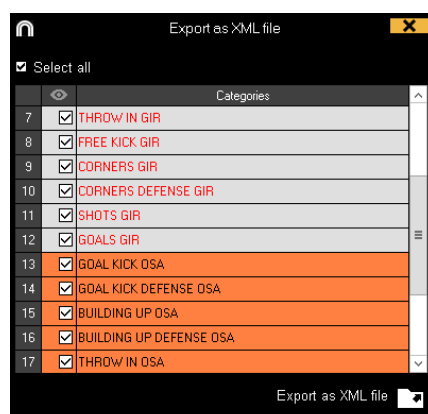 Export as XML file
Select all
Categories
7 THROW IN GIR
8 FREE KICK GIR
9 CORNERS GIR
10 CORNERS DEFENSE GIR
11 SHOTS GIR
12 GOALS GIR
13 GOAL KICK OSA
14 GOAL KICK DEFENSE OSA
15 BUILDING UP OSA
16 BUILDING UP DEFENSE OSA
17 THROW IN OSA
Export as XML file